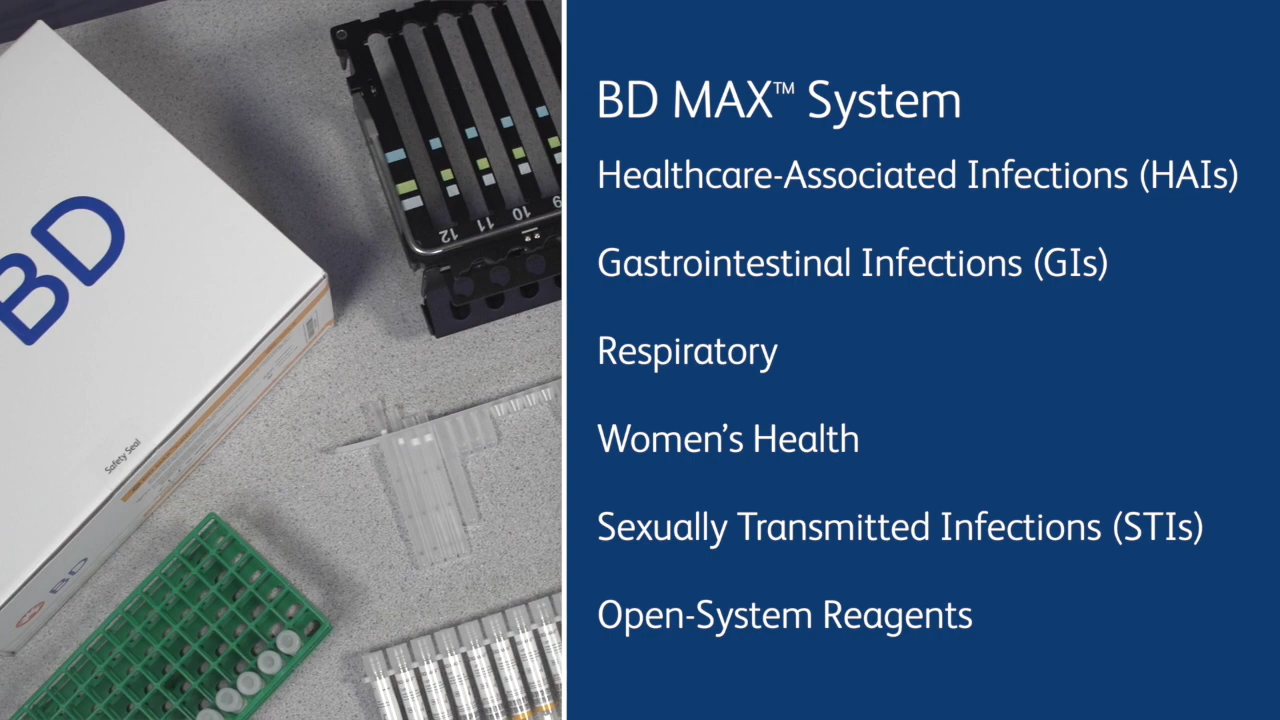 BD MAX™ System
Healthcare-Associated Infections (HAIs)
Gastrointestinal Infections (GIs)
Respiratory
Women’s Health
Sexually Transmitted Infections (STIs)
Open-System Reagents
BD
Safety Seal
BD
12
11
10
9